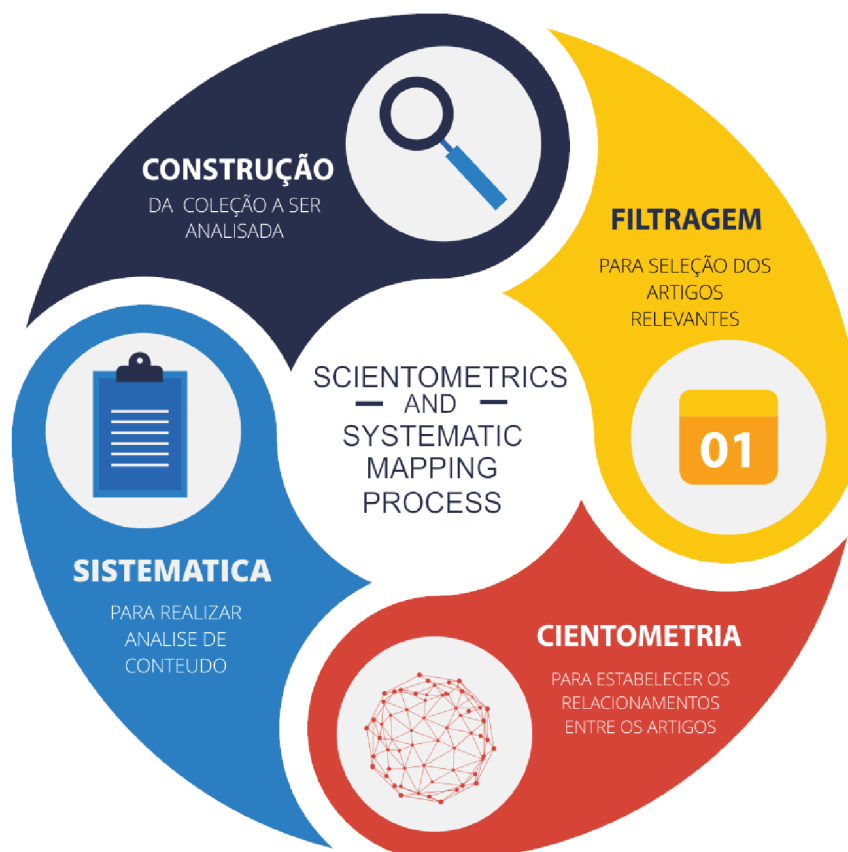 CONSTRUÇÃO
DA COLEÇÃO A SER
ANALISADA
FILTRAGEM
PARA SELEÇÃO DOS
ARTIGOS
RELEVANTES
01
SCIENTOMETRICS
AND
SYSTEMATIC
MAPPING
PROCESS
CIENTOMETRIA
PARA ESTABELECER OS
RELACIONAMENTOS
ENTRE OS ARTIGOS
SISTEMATICA
PARA REALIZAR
ANALISE DE
CONTEUDO